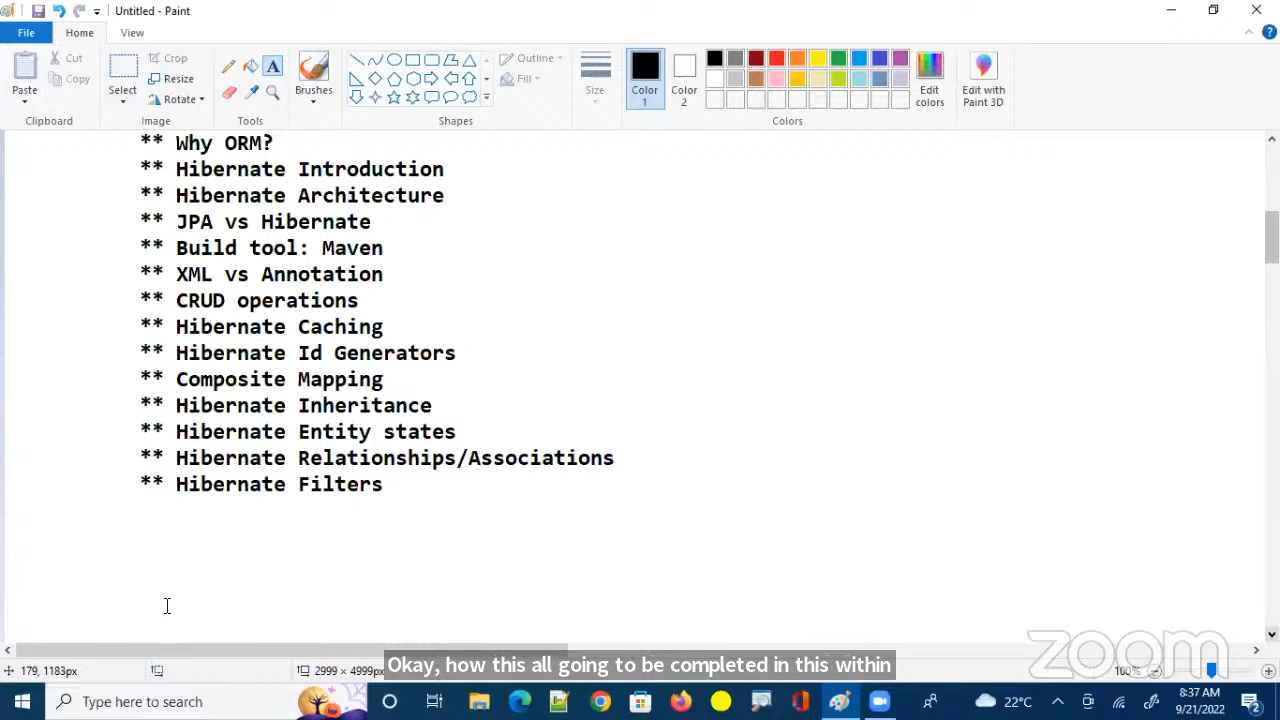 Untitled - Paint
File
Home
View
Paste
Cut
Copy
Clipboard
Select
Crop
Resize
Rotate
Image
A
Tools
Brushes
Shapes
Outline
Fill
Size
Color 1
Color 2
Edit colors
Edit with Paint 3D
Colors
** Why ORM?
** Hibernate Introduction
** Hibernate Architecture
** JPA vs Hibernate
** Build tool: Maven
** XML vs Annotation
** CRUD operations
** Hibernate Caching
** Hibernate Id Generators
** Composite Mapping
** Hibernate Inheritance
** Hibernate Entity states
** Hibernate Relationships/Associations
** Hibernate Filters
zoom
Okay, how this all going to be completed in this within
179, 1183px
2999 × 4999px
100%
Type here to search
22°C
8:37 AM
9/21/2022
2